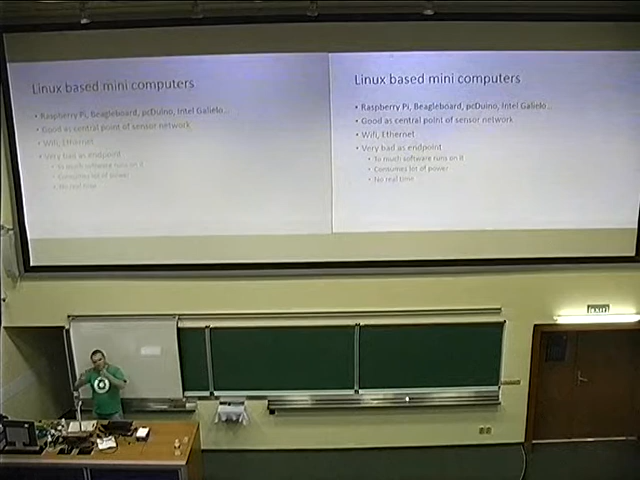 Linux based mini computers
• Raspberry Pi, Beagleboard, pcDuino, Intel Galielo...
• Good as central point of sensor network
• Wifi, Ethernet
• Very bad as endpoint
• To much software runs on it
• Consumes lot of power
• No real time
Linux based mini computers
• Raspberry Pi, Beagleboard, pcDuino, Intel Galielo...
• Good as central point of sensor network
• Wifi, Ethernet
• Very bad as endpoint
• To much software runs on it
• Consumes lot of power
• No real time
EXIT